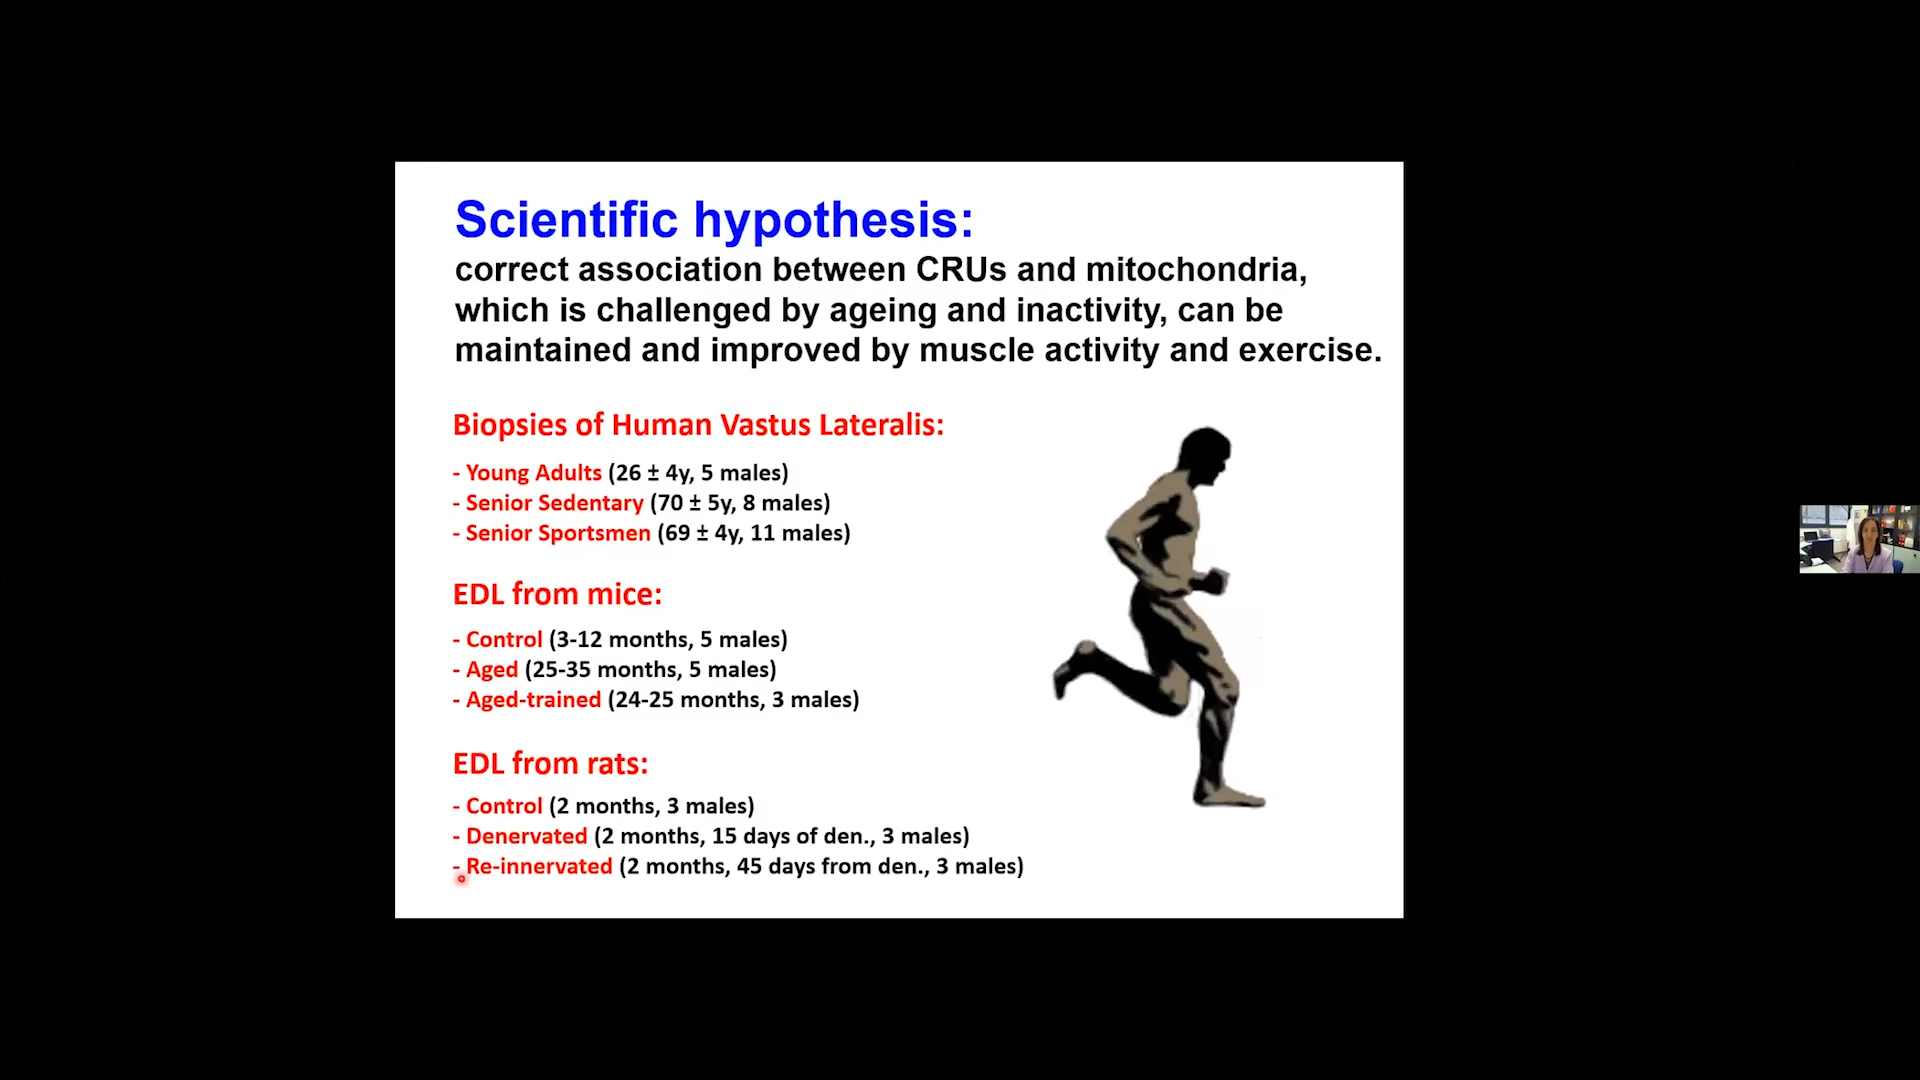 Scientific hypothesis:
correct association between CRUs and mitochondria,
which is challenged by ageing and inactivity, can be
maintained and improved by muscle activity and exercise.
Biopsies of Human Vastus Lateralis:
- Young Adults (26 ± 4y, 5 males)
- Senior Sedentary (70 ± 5y, 8 males)
- Senior Sportsmen (69 ± 4y, 11 males)
EDL from mice:
- Control (3-12 months, 5 males)
- Aged (25-35 months, 5 males)
- Aged-trained (24-25 months, 3 males)
EDL from rats:
- Control (2 months, 3 males)
- Denervated (2 months, 15 days of den., 3 males)
- Re-innervated (2 months, 45 days from den., 3 males)